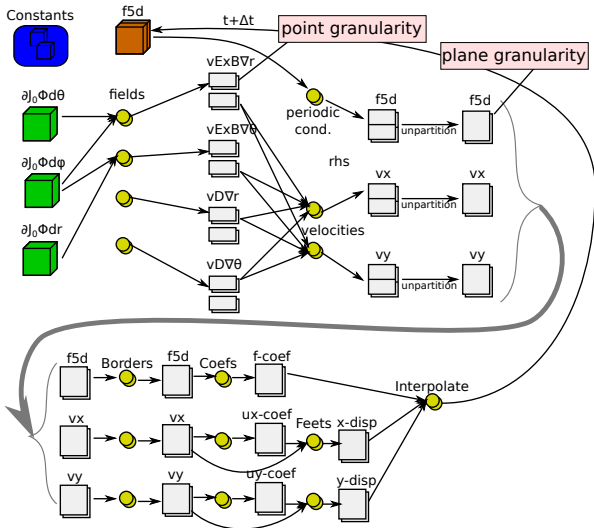 Constants
f5d
t+Δt
point granularity
plane granularity
∂J₀Φdθ
fields
vExB∇r
periodic
cond.
f5d
unpartition
f5d
∂J₀Φdφ
vExB∇θ
rhs
vx
unpartition
vx
∂J₀Φdr
vD∇r
velocities
vy
unpartition
vy
vD∇θ
f5d
Borders
f5d
Coefs
f-coef
Interpolate
vx
vx
ux-coef
Feets
x-disp
vy
vy
uy-coef
y-disp